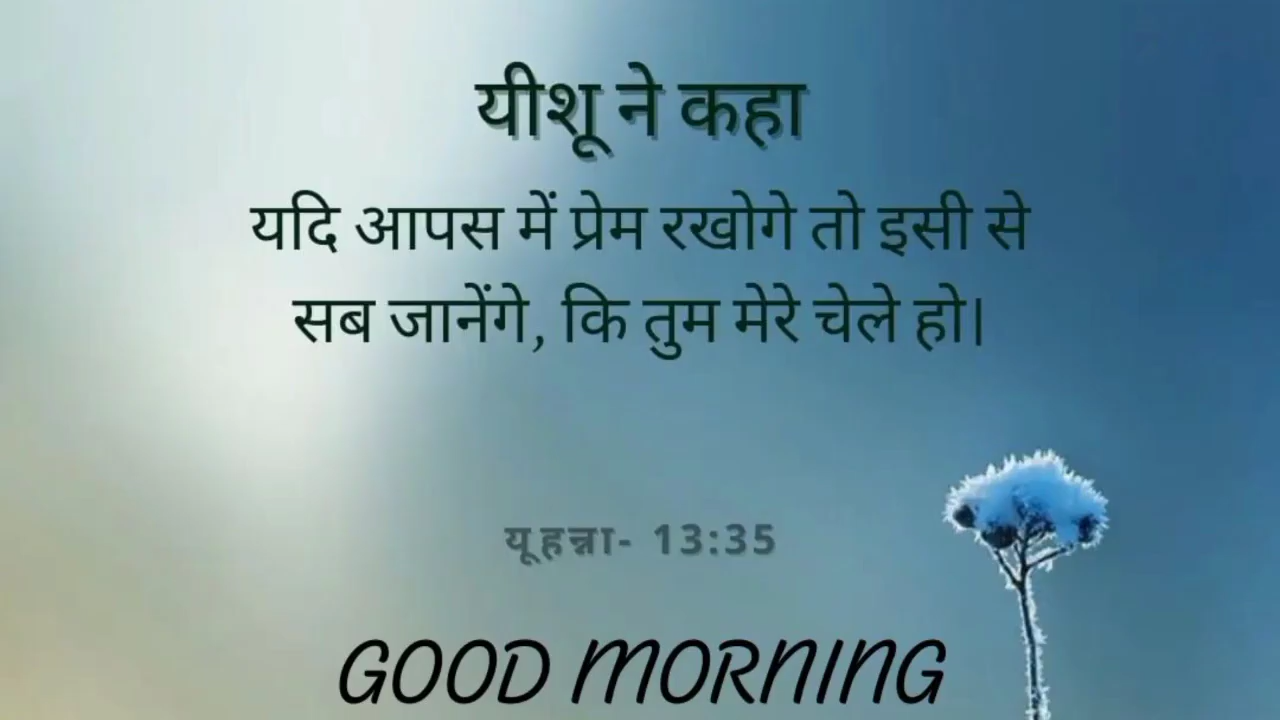 यीशू ने कहा
यदि आपस में प्रेम रखोगे तो इसी से
सब जानेंगे, कि तुम मेरे चेले हो।
यूहन्ना- 13:35
GOOD MORNING